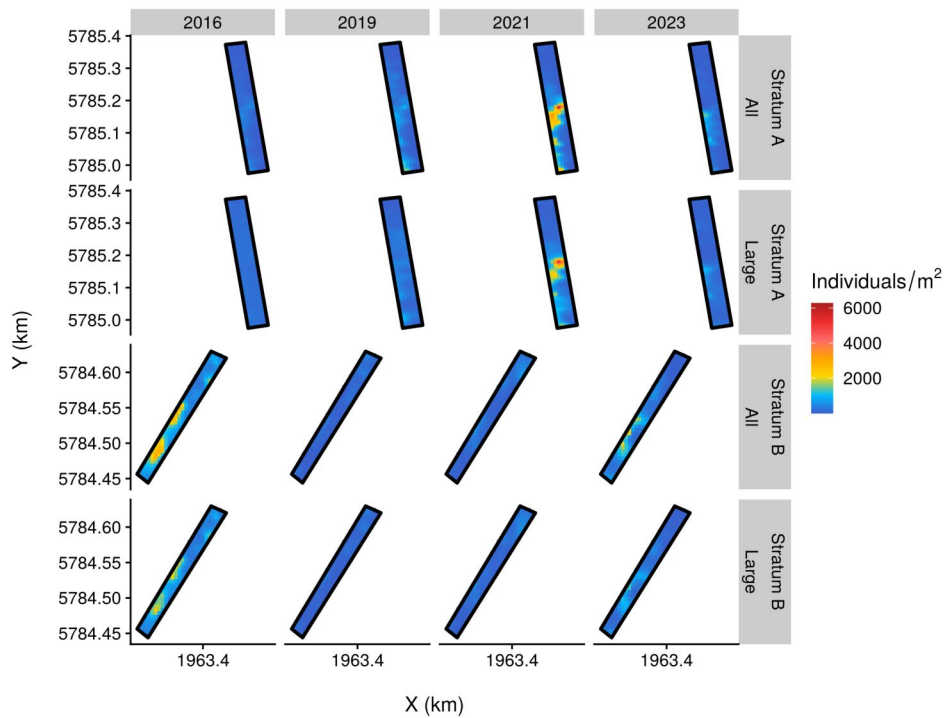 2016 2019 2021 2023
5785.4
5785.3
5785.2
5785.1
5785.0
Stratum A
All
5785.4
5785.3
5785.2
5785.1
5785.0
Stratum A
Large
5784.60
5784.55
5784.50
5784.45
Stratum B
All
5784.60
5784.55
5784.50
5784.45
Stratum B
Large
1963.4 1963.4 1963.4 1963.4
X (km)
Y (km)
Individuals/m²
6000
4000
2000